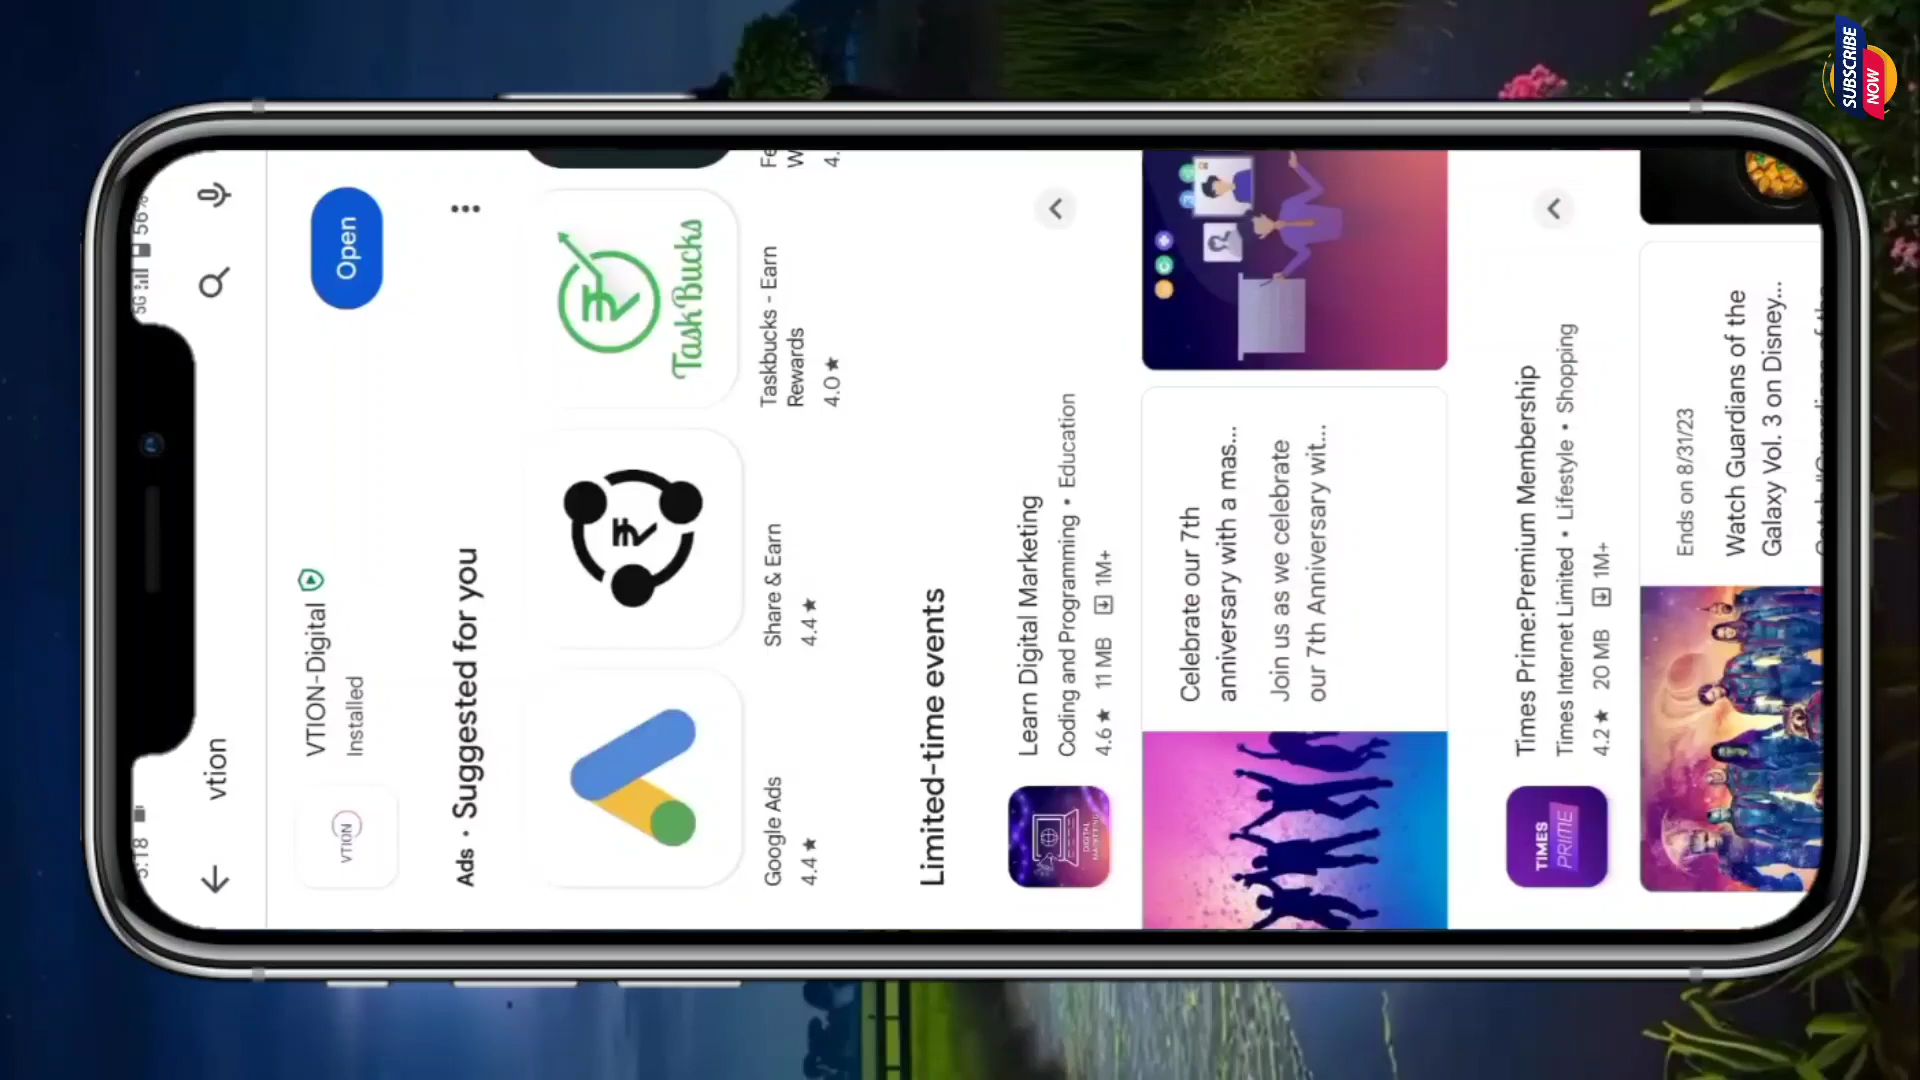 SUBSCRIBE
NOW
5G
56%
vtion
VTION
VTION-Digital
Installed
Open
Ads • Suggested for you
Google Ads
4.4★
Share & Earn
4.4★
TaskBucks
Taskbucks - Earn
Rewards
4.0★
Limited-time events
DIGITAL
MARKETING
Learn Digital Marketing
Coding and Programming • Education
4.6★ 11 MB 1M+
Celebrate our 7th
anniversary with a mas...
Join us as we celebrate
our 7th Anniversary wit...
TIMES
PRIME
Times Prime:Premium Membership
Times Internet Limited • Lifestyle • Shopping
4.2★ 20 MB 1M+
Ends on 8/31/23
Watch Guardians of the
Galaxy Vol. 3 on Disney...